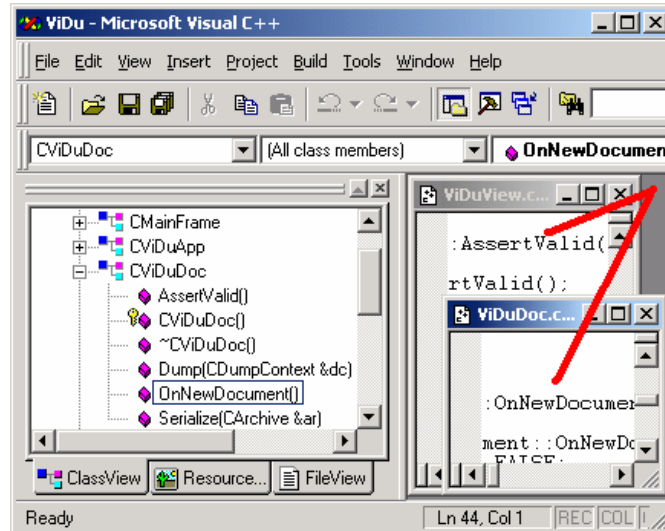 ViDu - Microsoft Visual C++
File Edit View Insert Project Build Tools Window Help
CViDuDoc (All class members) OnNewDocumen
CMainFrame
CViDuApp
CViDuDoc
AssertValid()
CViDuDoc()
~CViDuDoc()
Dump(CDumpContext &dc)
OnNewDocument()
Serialize(CArchive &ar)
ClassView Resource... FileView
ViDuView.c...
:AssertValid(
rtValid();
ViDuDoc.c...
:OnNewDocumen
ment::OnNewDo
FALSE;
Ready Ln 44, Col 1 REC COL